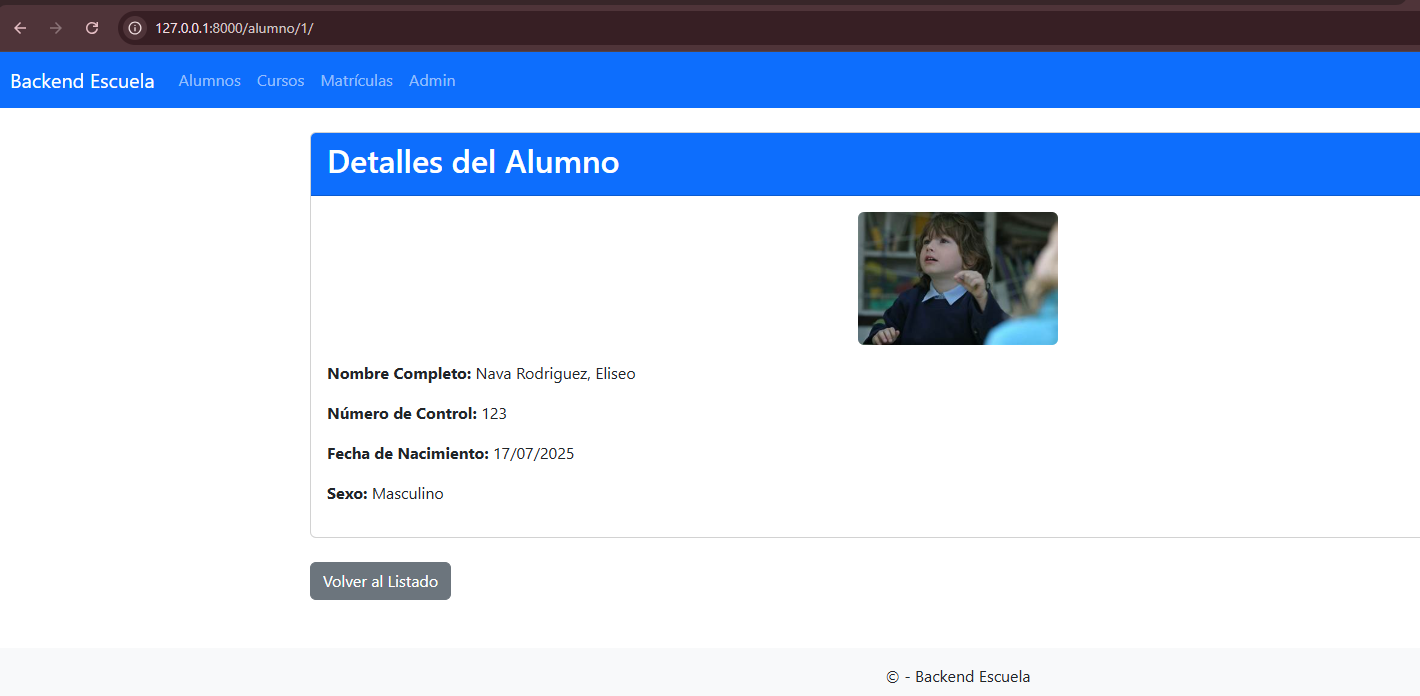 127.0.0.1:8000/alumno/1/
Backend Escuela Alumnos Cursos Matrículas Admin
Detalles del Alumno
Nombre Completo: Nava Rodriguez, Eliseo
Número de Control: 123
Fecha de Nacimiento: 17/07/2025
Sexo: Masculino
Volver al Listado
© - Backend Escuela